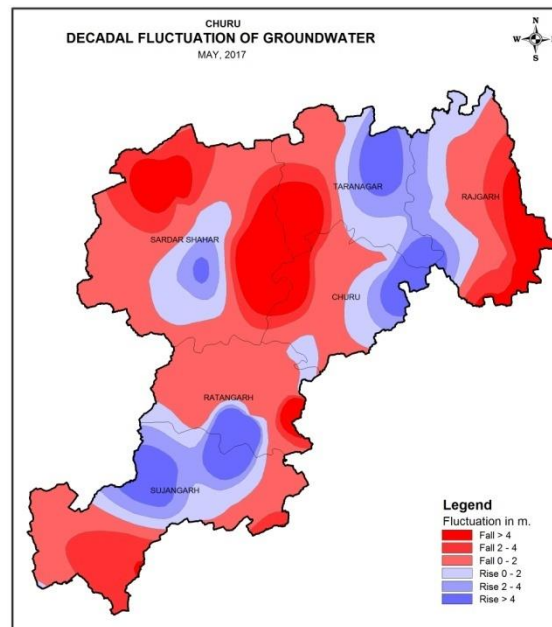 CHURU
DECADAL FLUCTUATION OF GROUNDWATER
MAY, 2017
N
W
S
TARANAGAR
RAJGARH
SARDAR SHAHAR
CHURU
RATANGARH
SUJANGARH
Legend
Fluctuation in m.
Fall > 4
Fall 2 - 4
Fall 0 - 2
Rise 0 - 2
Rise 2 - 4
Rise > 4